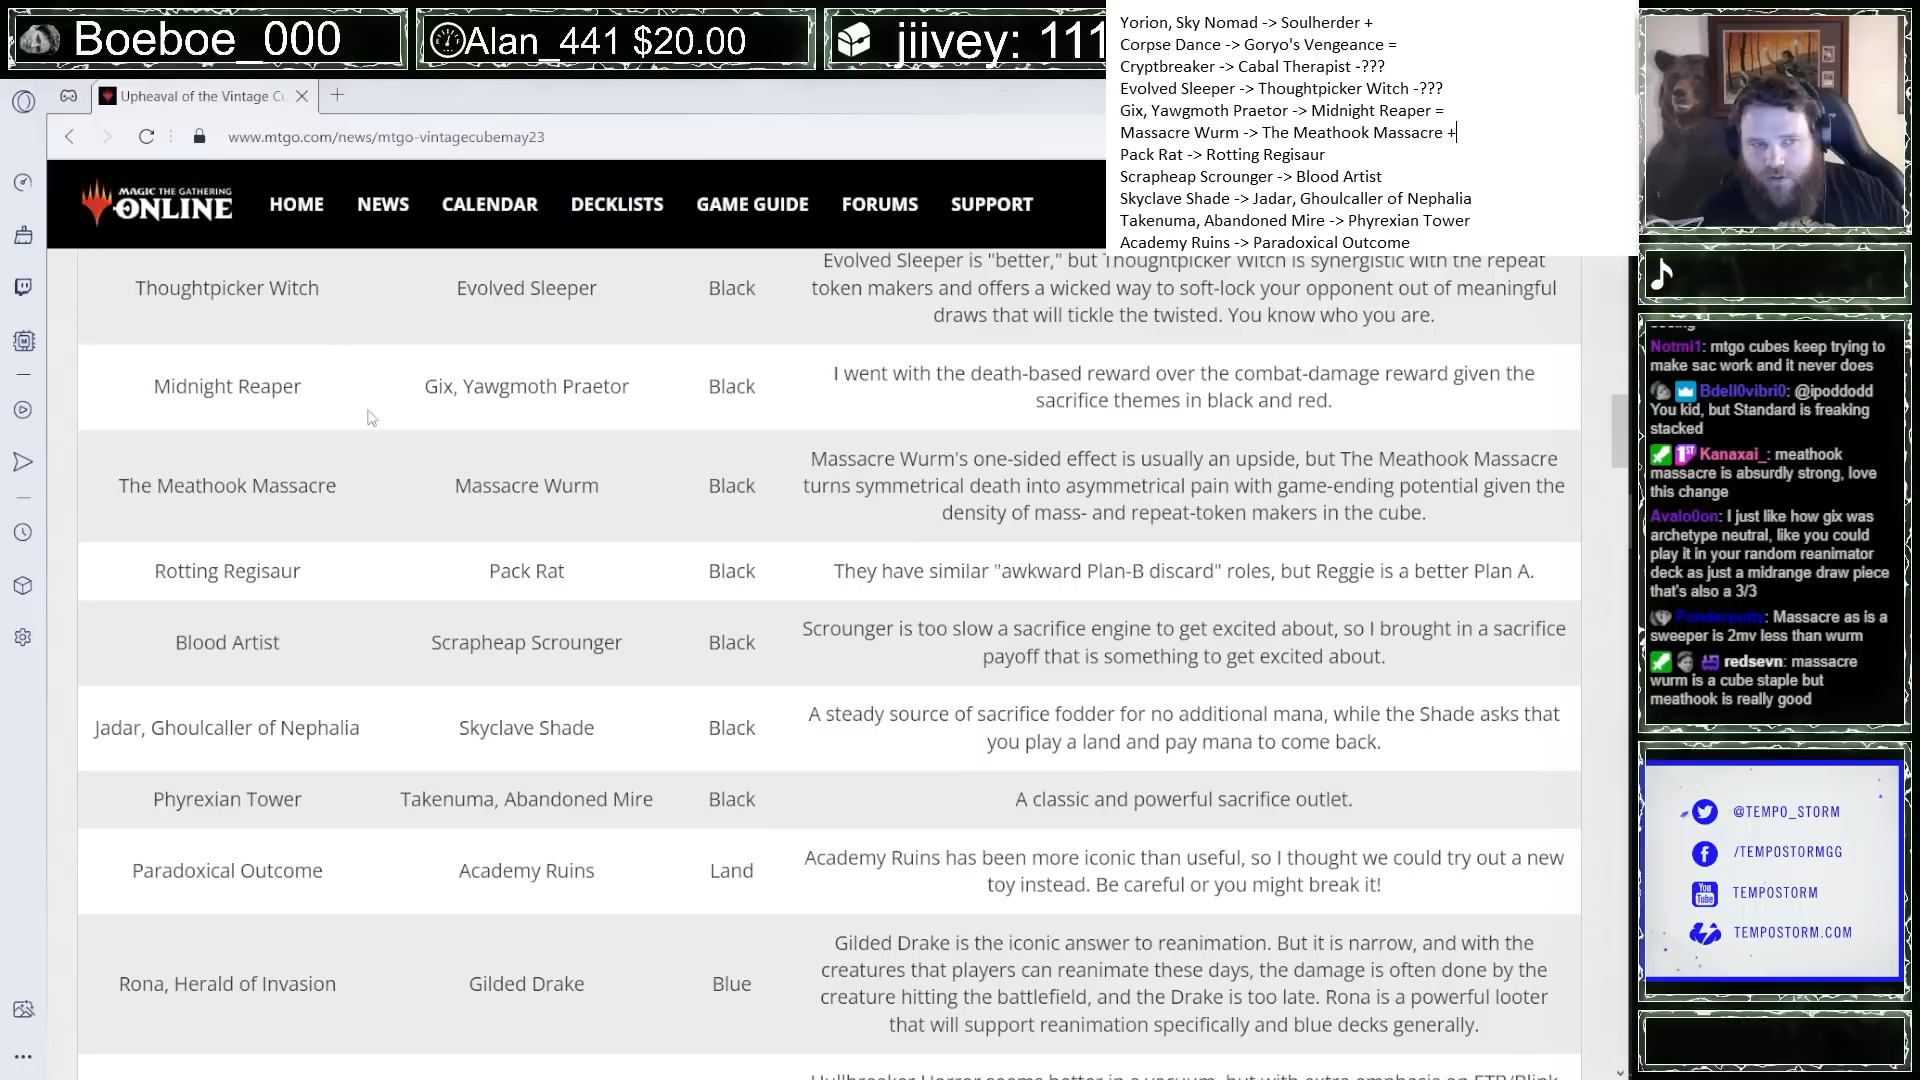 Boeboe_000
Alan_441 $20.00
jiivey: 111
Yorion, Sky Nomad -> Soulherder +
Corpse Dance -> Goryo's Vengeance =
Cryptbreaker -> Cabal Therapist -???
Evolved Sleeper -> Thoughtpicker Witch -???
Gix, Yawgmoth Praetor -> Midnight Reaper =
Massacre Wurm -> The Meathook Massacre +
Pack Rat -> Rotting Regisaur
Scrapheap Scrounger -> Blood Artist
Skyclave Shade -> Jadar, Ghoulcaller of Nephalia
Takenuma, Abandoned Mire -> Phyrexian Tower
Academy Ruins -> Paradoxical Outcome
Upheaval of the Vintage Cu
www.mtgo.com/news/mtgo-vintagecubemay23
MAGIC THE GATHERING
ONLINE
HOME NEWS CALENDAR DECKLISTS GAME GUIDE FORUMS SUPPORT
Thoughtpicker Witch
Evolved Sleeper
Black
Evolved Sleeper is "better," but Thoughtpicker Witch is synergistic with the repeat
token makers and offers a wicked way to soft-lock your opponent out of meaningful
draws that will tickle the twisted. You know who you are.
Midnight Reaper
Gix, Yawgmoth Praetor
Black
I went with the death-based reward over the combat-damage reward given the
sacrifice themes in black and red.
The Meathook Massacre
Massacre Wurm
Black
Massacre Wurm's one-sided effect is usually an upside, but The Meathook Massacre
turns symmetrical death into asymmetrical pain with game-ending potential given the
density of mass- and repeat-token makers in the cube.
Rotting Regisaur
Pack Rat
Black
They have similar "awkward Plan-B discard" roles, but Reggie is a better Plan A.
Blood Artist
Scrapheap Scrounger
Black
Scrounger is too slow a sacrifice engine to get excited about, so I brought in a sacrifice
payoff that is something to get excited about.
Jadar, Ghoulcaller of Nephalia
Skyclave Shade
Black
A steady source of sacrifice fodder for no additional mana, while the Shade asks that
you play a land and pay mana to come back.
Phyrexian Tower
Takenuma, Abandoned Mire
Black
A classic and powerful sacrifice outlet.
Paradoxical Outcome
Academy Ruins
Land
Academy Ruins has been more iconic than useful, so I thought we could try out a new
toy instead. Be careful or you might break it!
Rona, Herald of Invasion
Gilded Drake
Blue
Gilded Drake is the iconic answer to reanimation. But it is narrow, and with the
creatures that players can reanimate these days, the damage is often done by the
creature hitting the battlefield, and the Drake is too late. Rona is a powerful looter
that will support reanimation specifically and blue decks generally.
Hullbreaker Horror seems better in a vacuum, but with extra emphasis on ETB/Blink
Notmi1: mtgo cubes keep trying to
make sac work and it never does
Bdell0vibri0: @ipoddodd
You kid, but Standard is freaking
stacked
Kanaxai_: meathook
massacre is absurdly strong, love
this change
Avalo0on: I just like how gix was
archetype neutral, like you could
play it in your random reanimator
deck as just a midrange draw piece
that's also a 3/3
Ponderputty: Massacre as is a
sweeper is 2mv less than wurm
redsevn: massacre
wurm is a cube staple but
meathook is really good
@TEMPO_STORM
/TEMPOSTORMGG
You Tube
TEMPOSTORM
TEMPOSTORM.COM